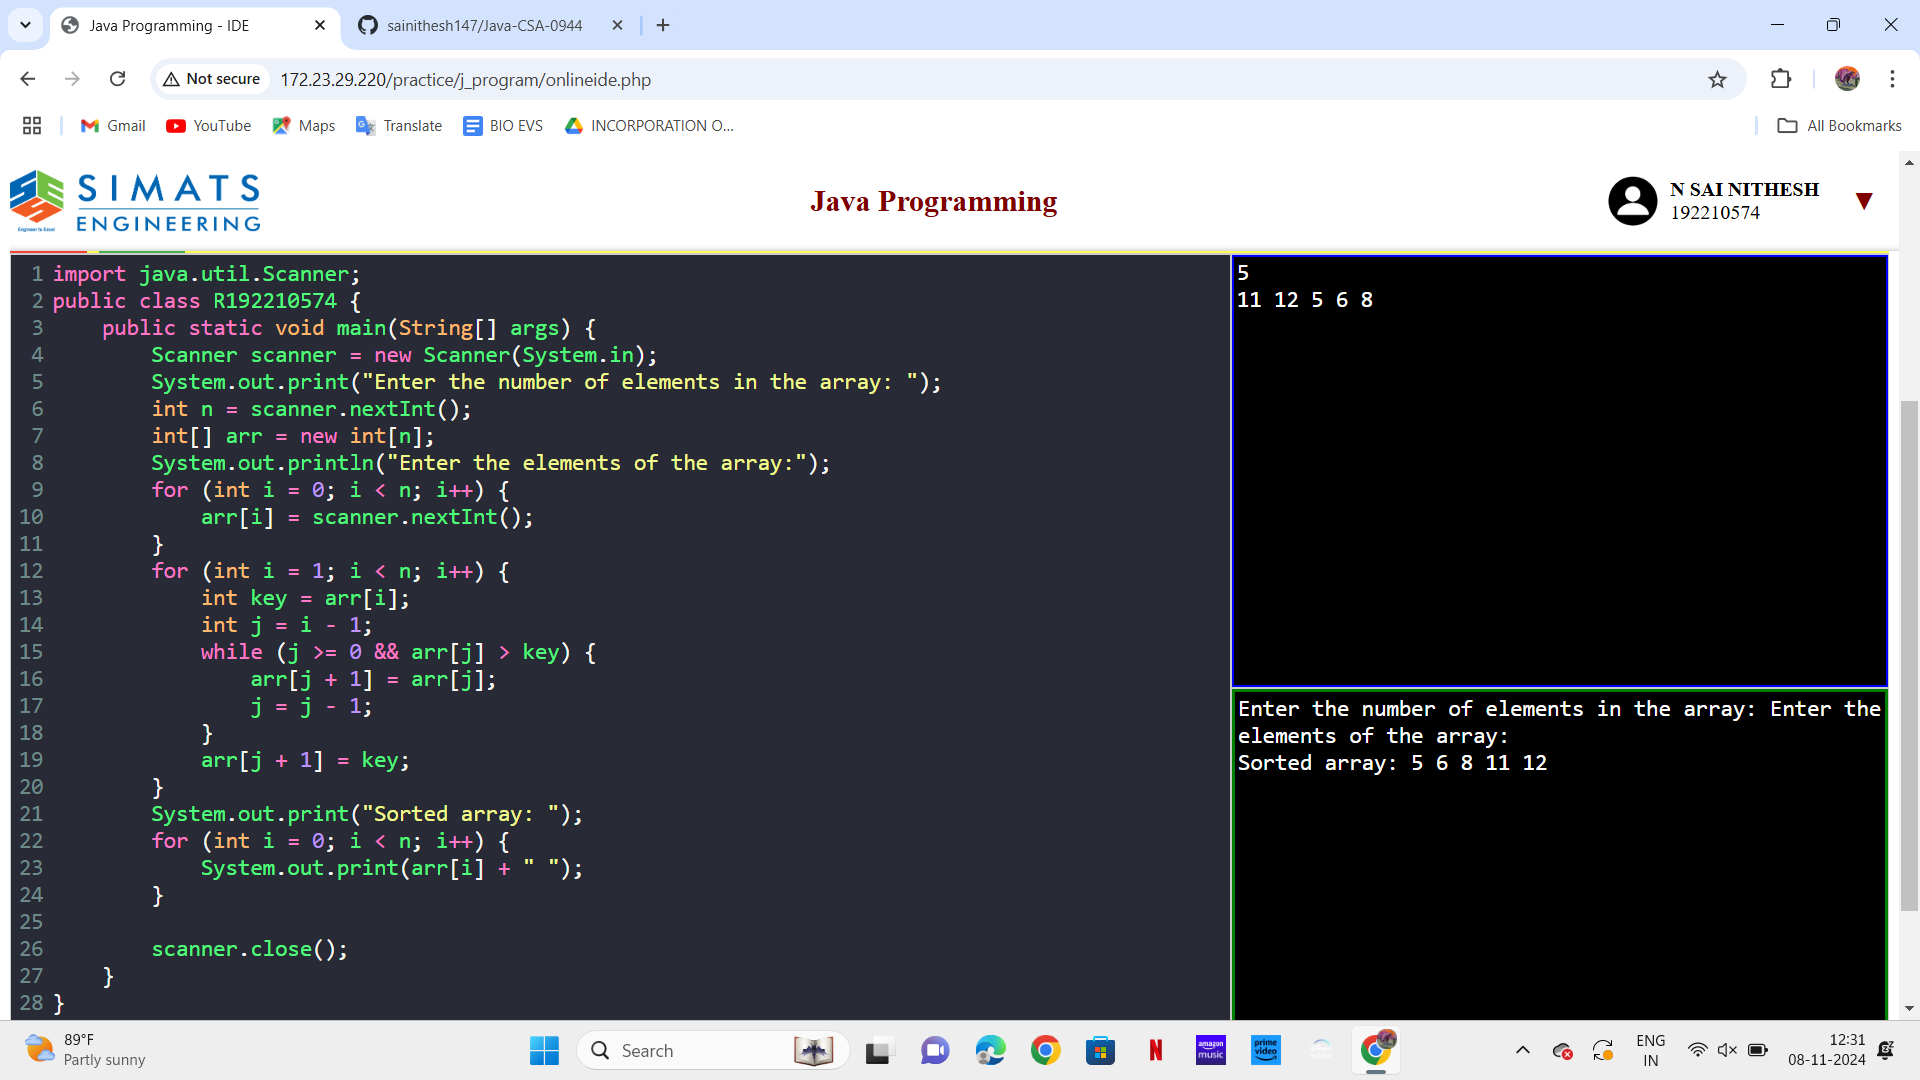 Java Programming - IDE
sainithesh147/Java-CSA-0944
Not secure
172.23.29.220/practice/j_program/onlineide.php
Gmail
YouTube
Maps
Translate
BIO EVS
INCORPORATION O...
All Bookmarks
SIMATS
ENGINEERING
Engineer to Excel
Java Programming
N SAI NITHESH
192210574
1 import java.util.Scanner;
2 public class R192210574 {
3     public static void main(String[] args) {
4         Scanner scanner = new Scanner(System.in);
5         System.out.print("Enter the number of elements in the array: ");
6         int n = scanner.nextInt();
7         int[] arr = new int[n];
8         System.out.println("Enter the elements of the array:");
9         for (int i = 0; i < n; i++) {
10             arr[i] = scanner.nextInt();
11         }
12         for (int i = 1; i < n; i++) {
13             int key = arr[i];
14             int j = i - 1;
15             while (j >= 0 && arr[j] > key) {
16                 arr[j + 1] = arr[j];
17                 j = j - 1;
18             }
19             arr[j + 1] = key;
20         }
21         System.out.print("Sorted array: ");
22         for (int i = 0; i < n; i++) {
23             System.out.print(arr[i] + " ");
24         }
25
26         scanner.close();
27     }
28 }
5
11 12 5 6 8
Enter the number of elements in the array: Enter the
elements of the array:
Sorted array: 5 6 8 11 12
89°F
Partly sunny
Search
amazon
music
prime
video
ENG
IN
12:31
08-11-2024